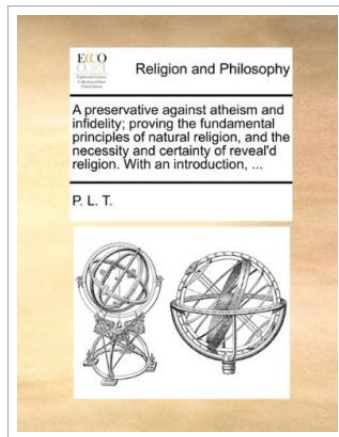 ECCO
Religion and Philosophy
A preservative against atheism and
infidelity; proving the fundamental
principles of natural religion, and the
necessity and certainty of reveal'd
religion. With an introduction, ...
P. L. T.